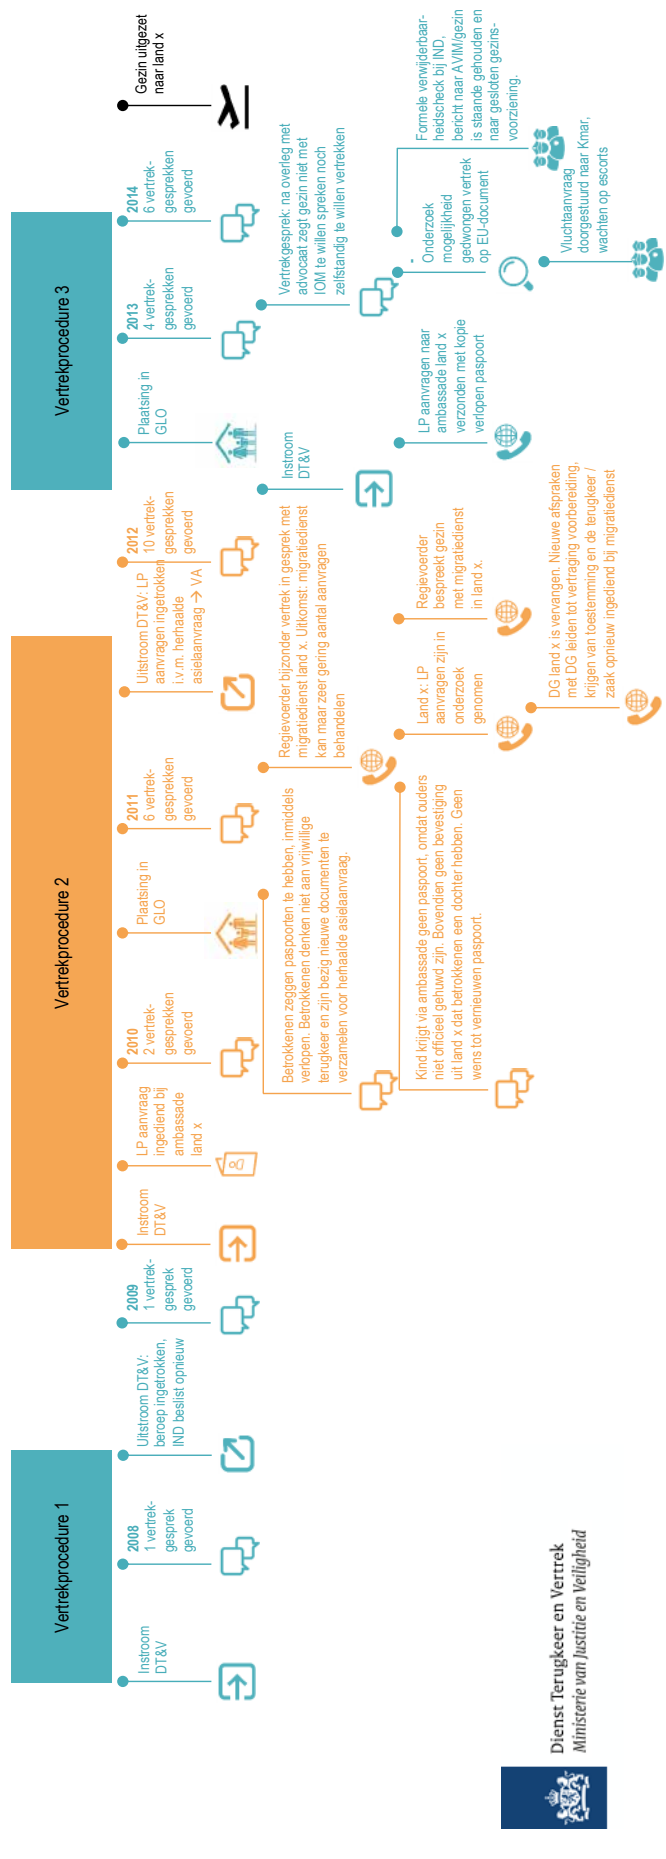 Vertrekprocedure 1
Vertrekprocedure 2
Vertrekprocedure 3
Instroom
DT&V
2008
1 vertrek-
gesprek
gevoerd
Uitstroom DT&V:
beroep ingetrokken,
IND beslist opnieuw
2009
1 vertrek-
gesprek
gevoerd
Instroom
DT&V
LP aanvraag
ingediend bij
ambassade
land x
2010
2 vertrek-
gesprekken
gevoerd
Plaatsing in
GLO
2011
6 vertrek-
gesprekken
gevoerd
Uitstroom DT&V: LP
aanvragen ingetrokken
i.v.m. herhaalde
asielaanvraag → VA
2012
10 vertrek-
gesprekken
gevoerd
Plaatsing in
GLO
2013
4 vertrek-
gesprekken
gevoerd
2014
6 vertrek-
gesprekken
gevoerd
Gezin uitgezet
naar land x
Betrokkenen zeggen paspoorten te hebben, inmiddels
verlopen. Betrokkenen denken niet aan vrijwillige
terugkeer en zijn bezig nieuwe documenten te
verzamelen voor herhaalde asielaanvraag.
Regievoerder bijzonder vertrek in gesprek met
migratiedienst land x. Uitkomst: migratiedienst
kan maar zeer gering aantal aanvragen
behandelen
Instroom
DT&V
Vertrekgesprek: na overleg met
advocaat zegt gezin niet met
IOM te willen spreken noch
zelfstandig te willen vertrekken
Kind krijgt via ambassade geen paspoort, omdat ouders
niet officieel gehuwd zijn. Bovendien geen bevestiging
uit land x dat betrokkenen een dochter hebben. Geen
wens tot vernieuwen paspoort.
Land x: LP
aanvragen zijn in
onderzoek
genomen
Regievoerder
bespreekt gezin
met migratiedienst
in land x.
LP aanvragen naar
ambassade land x
verzonden met kopie
verlopen paspoort
Onderzoek
mogelijkheid
gedwongen vertrek
op EU-document
Formele verwijderbaar-
heidscheck bij IND,
bericht naar AVIM/gezin
is staande gehouden en
naar gesloten gezins-
voorziening.
DG land x is vervangen. Nieuwe afspraken
met DG leiden tot vertraging voorbereiding,
krijgen van toestemming en de terugkeer /
zaak opnieuw ingediend bij migratiedienst
Vluchtaanvraag
doorgestuurd naar Kmar,
wachten op escorts
Dienst Terugkeer en Vertrek
Ministerie van Justitie en Veiligheid